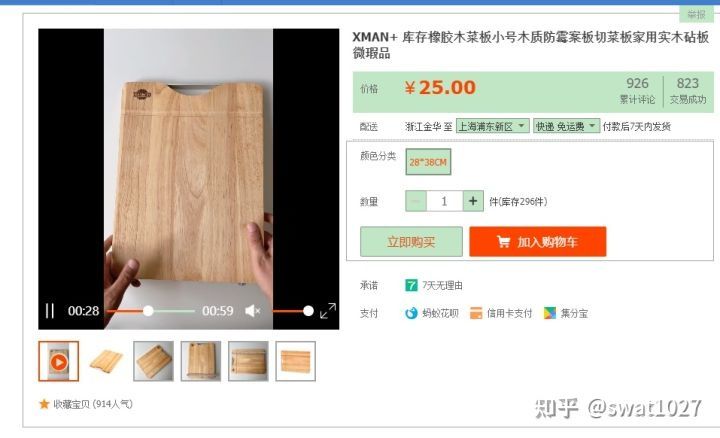 举报
XMAN+ 库存橡胶木菜板小号木质防霉案板切菜板家用实木砧板
微瑕品
价格
¥25.00
926
累计评论
823
交易成功
配送
浙江金华 至 上海浦东新区 快递 免运费 付款后7天内发货
颜色分类
28*38CM
数量
− 1 + 件(库存296件)
立即购买
加入购物车
00:28
00:59
承诺
7 7天无理由
支付
蚂蚁花呗
信用卡支付
集分宝
收藏宝贝 (914人气)
知乎 @swat1027